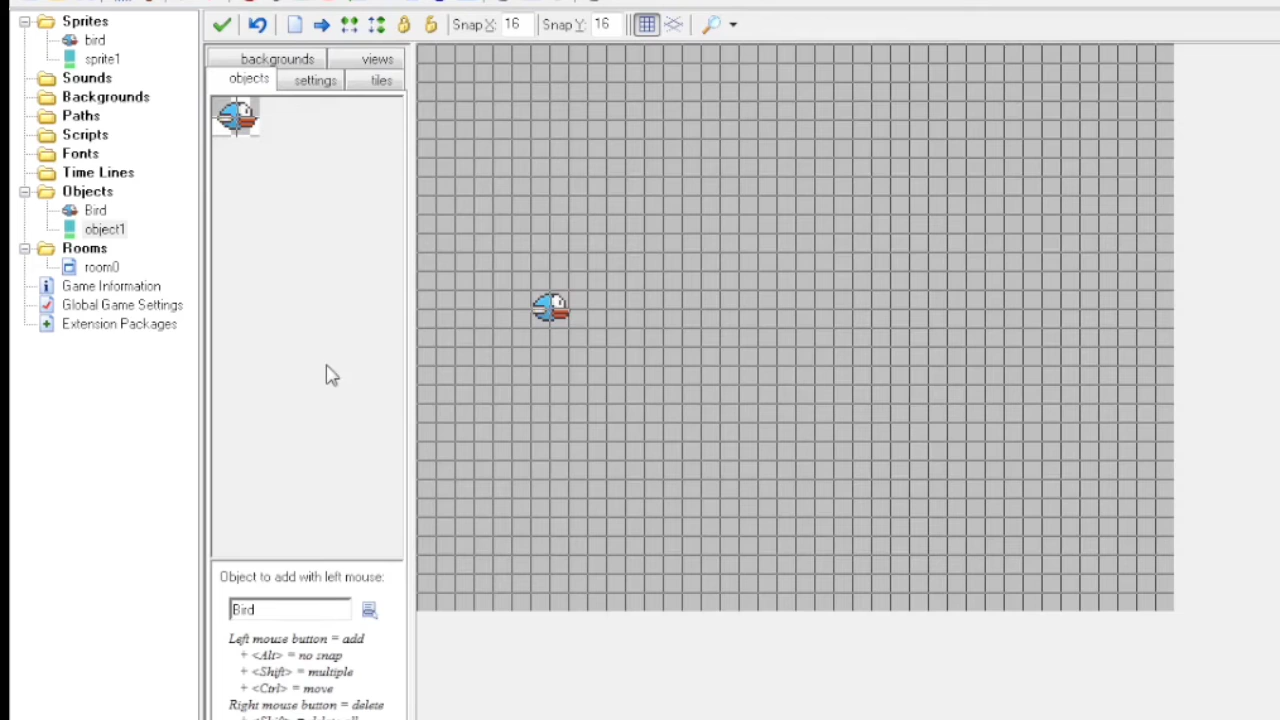 Sprites
bird
sprite1
Sounds
Backgrounds
Paths
Scripts
Fonts
Time Lines
Objects
Bird
object1
Rooms
room0
Game Information
Global Game Settings
Extension Packages
Snap X: 16 Snap Y: 16
backgrounds views
objects settings tiles
Object to add with left mouse:
Bird
Left mouse button = add
+ <Alt> = no snap
+ <Shift> = multiple
+ <Ctrl> = move
Right mouse button = delete